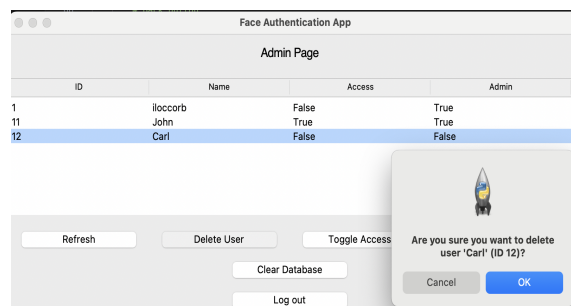 Face Authentication App
Admin Page
ID Name Access Admin
1 iloccorb False True
11 John True True
12 Carl False False
Refresh Delete User Toggle Access
Clear Database
Log out
Are you sure you want to delete
user 'Carl' (ID 12)?
Cancel OK